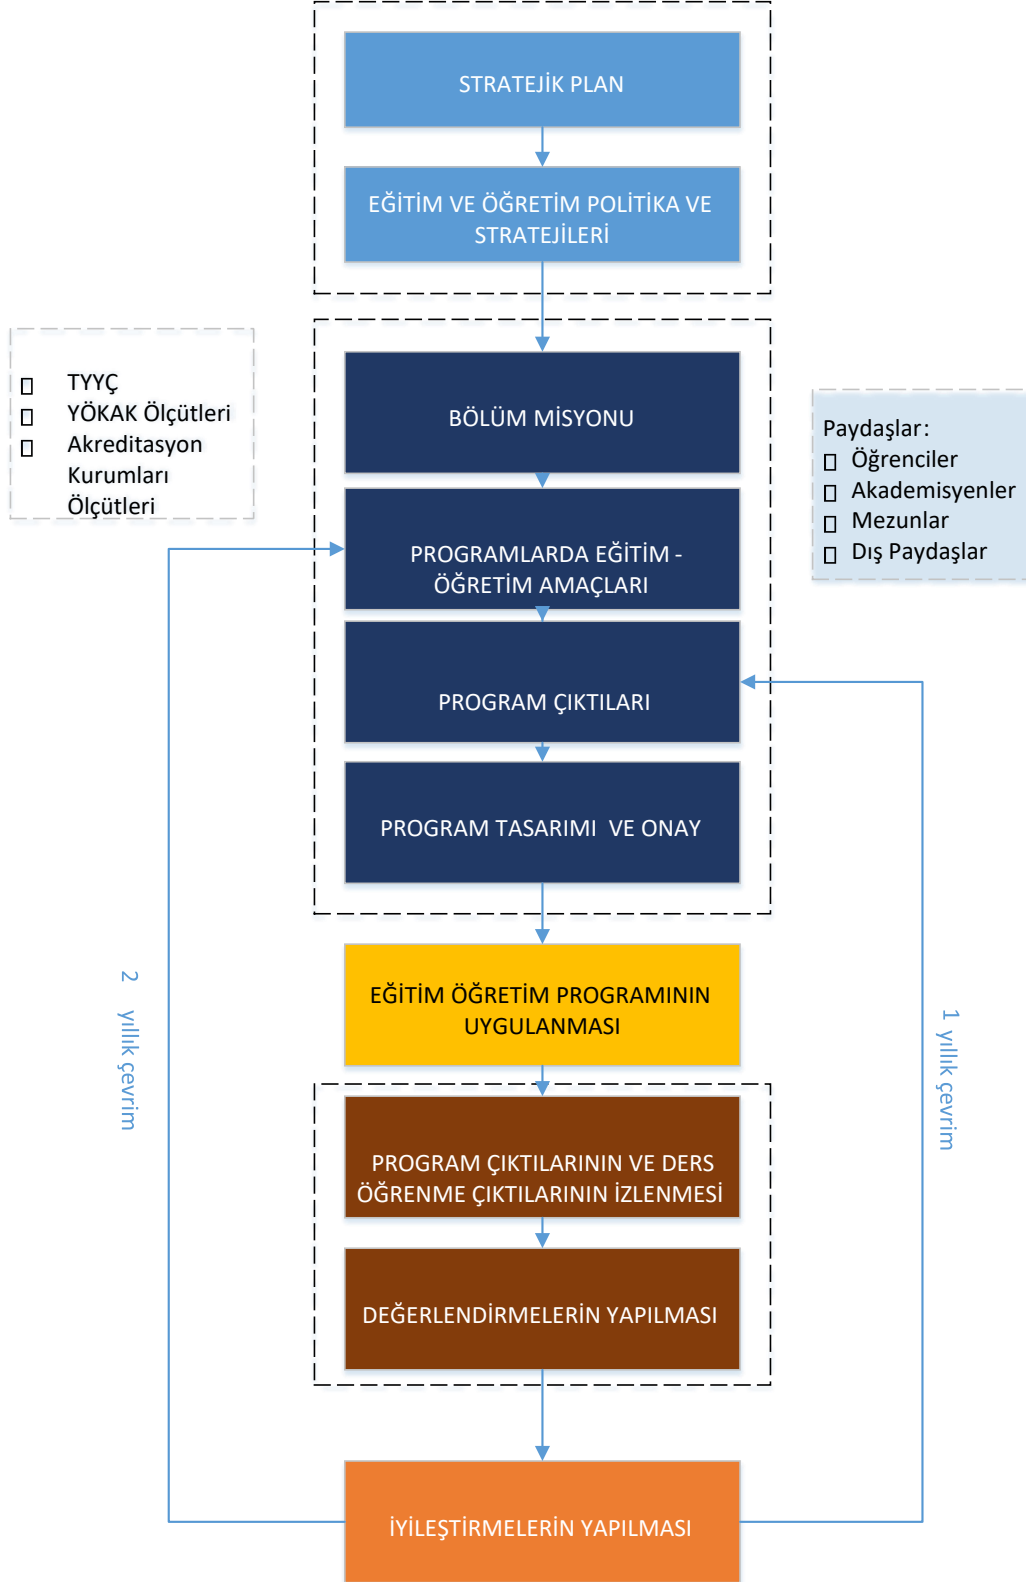 STRATEJİK PLAN
EĞİTİM VE ÖĞRETİM POLİTİKA VE
STRATEJİLERİ
TYYÇ
YÖKAK Ölçütleri
Akreditasyon
Kurumları
Ölçütleri
BÖLÜM MİSYONU
Paydaşlar:
Öğrenciler
Akademisyenler
Mezunlar
Dış Paydaşlar
PROGRAMLARDA EĞİTİM -
ÖĞRETİM AMAÇLARI
PROGRAM ÇIKTILARI
PROGRAM TASARIMI VE ONAY
2 yıllık çevrim
EĞİTİM ÖĞRETİM PROGRAMININ
UYGULANMASI
1 yıllık çevrim
PROGRAM ÇIKTILARININ VE DERS
ÖĞRENME ÇIKTILARININ İZLENMESİ
DEĞERLENDİRMELERİN YAPILMASI
İYİLEŞTİRMELERİN YAPILMASI